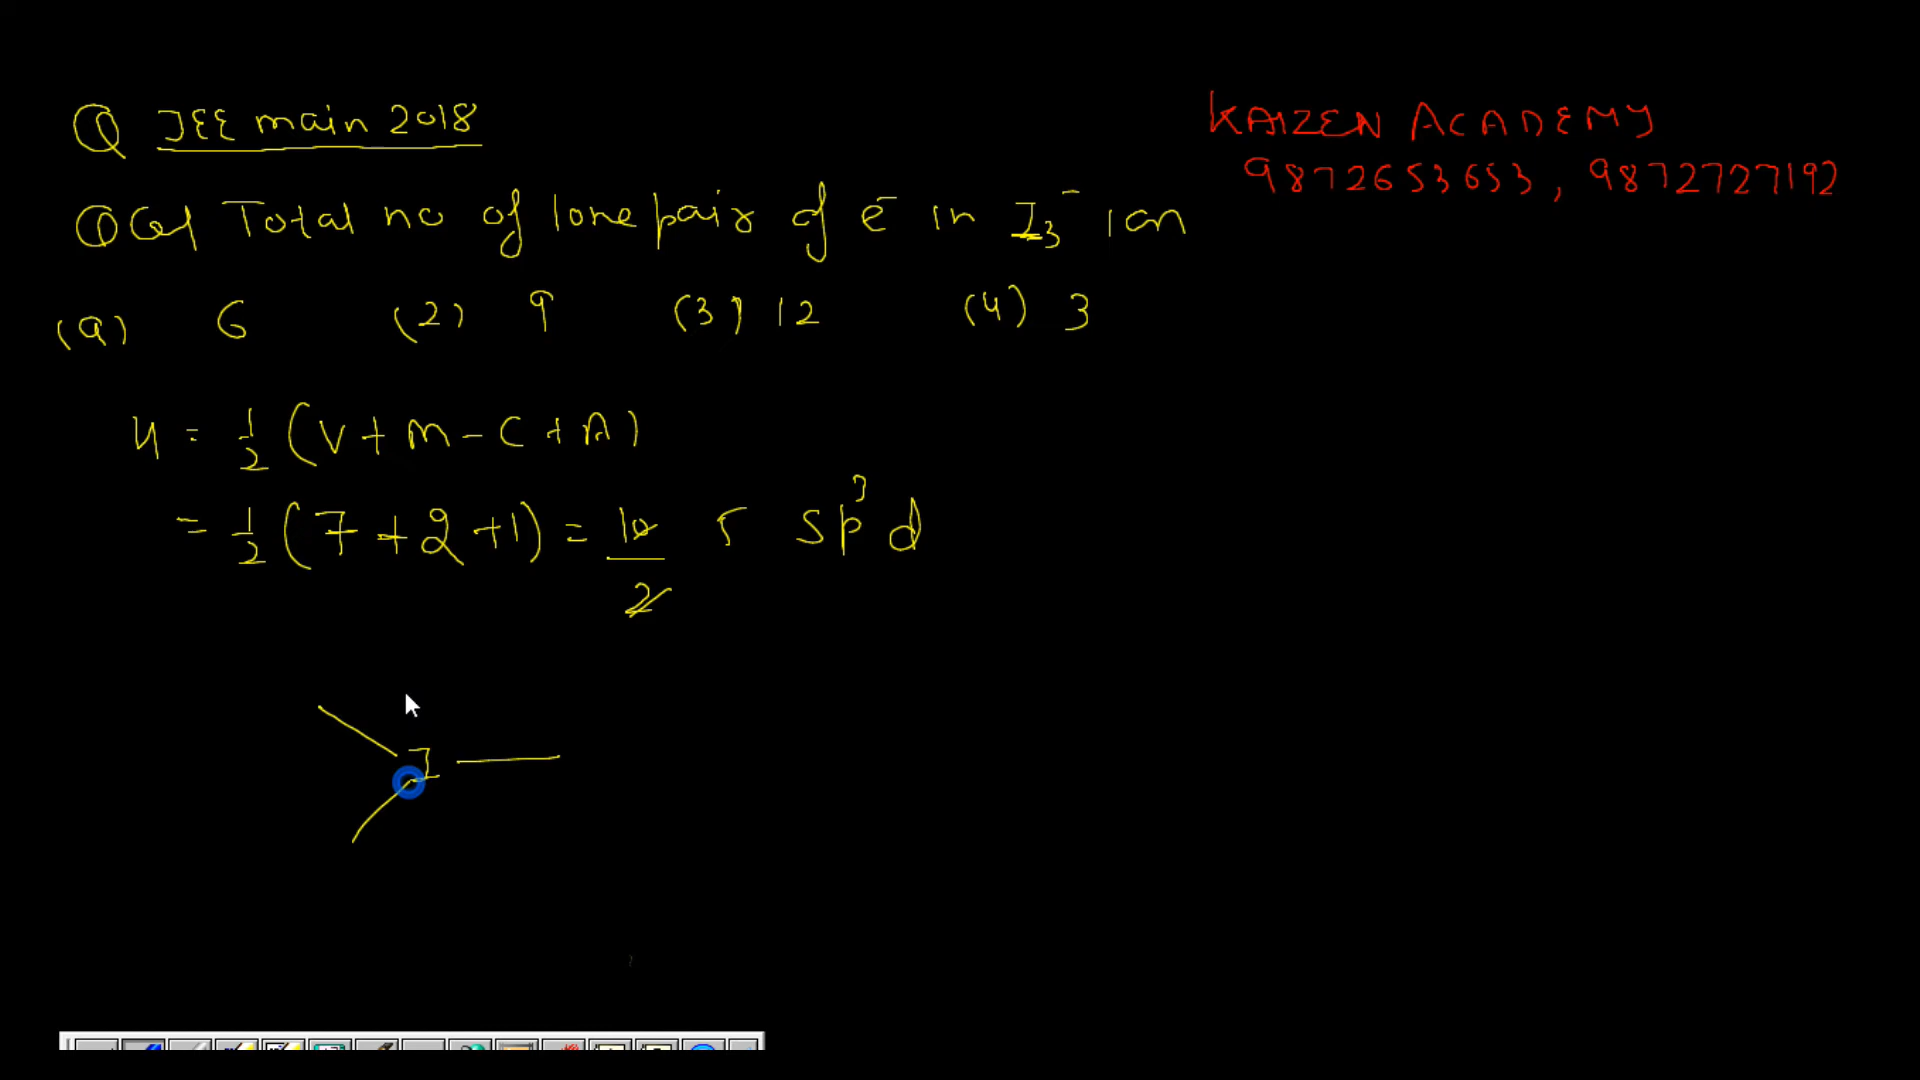 Q JEE main 2018
KAIZEN ACADEMY
9872653653, 9872727192
Total no of lone pair of e⁻ in I₃⁻ ion
(a) 6 (2) 9 (3) 12 (4) 3
H = 1/2 (V + M - C + A)
= 1/2 (7 + 2 + 1) = 10/2 5 sp³d
I